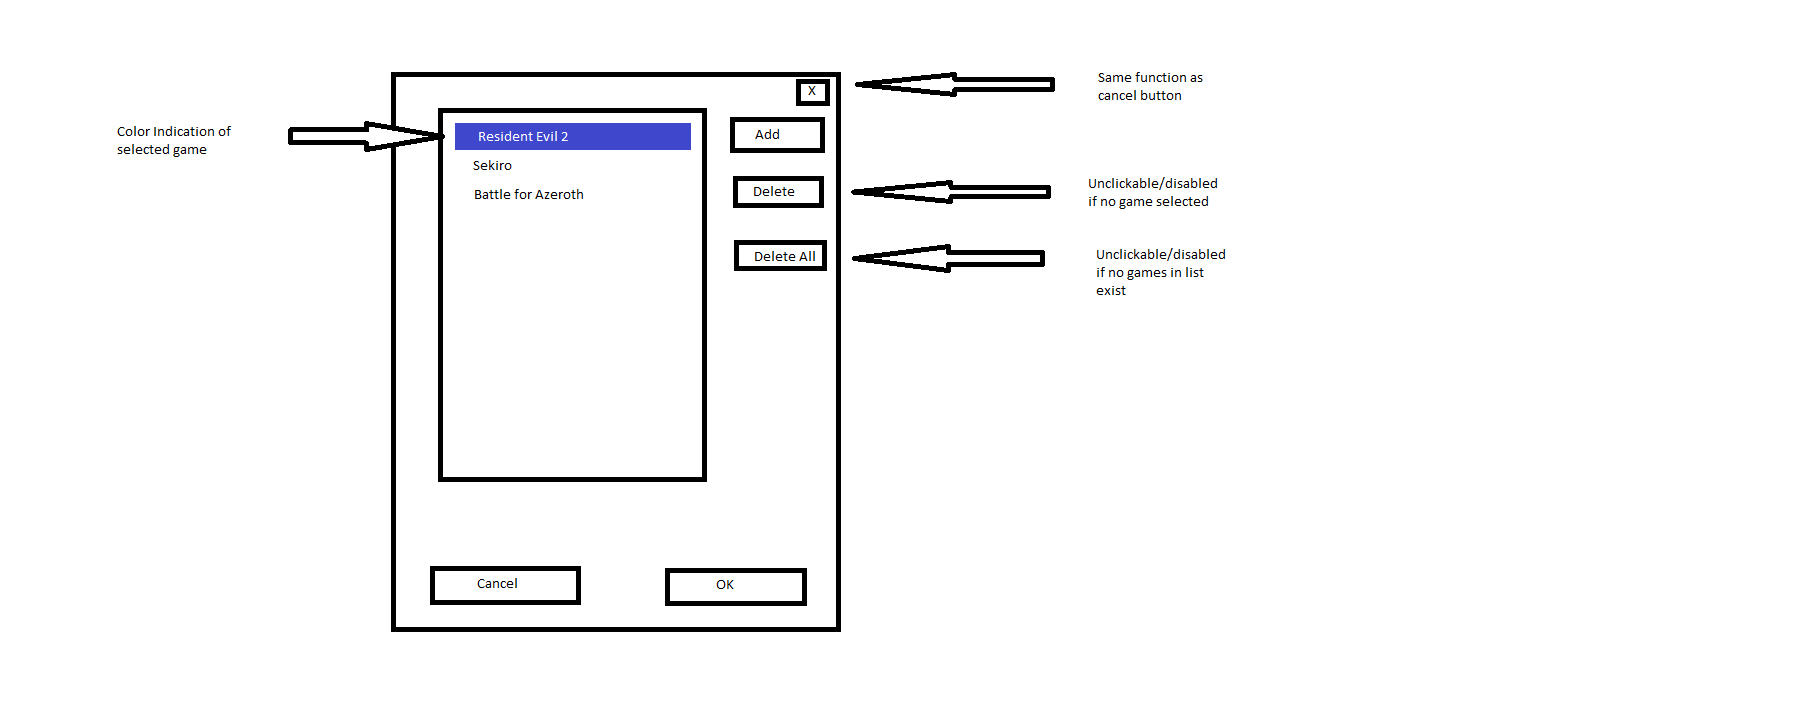 Same function as
cancel button
X
Color Indication of
selected game
Resident Evil 2
Sekiro
Battle for Azeroth
Add
Delete
Delete All
Unclickable/disabled
if no game selected
Unclickable/disabled
if no games in list
exist
Cancel
OK